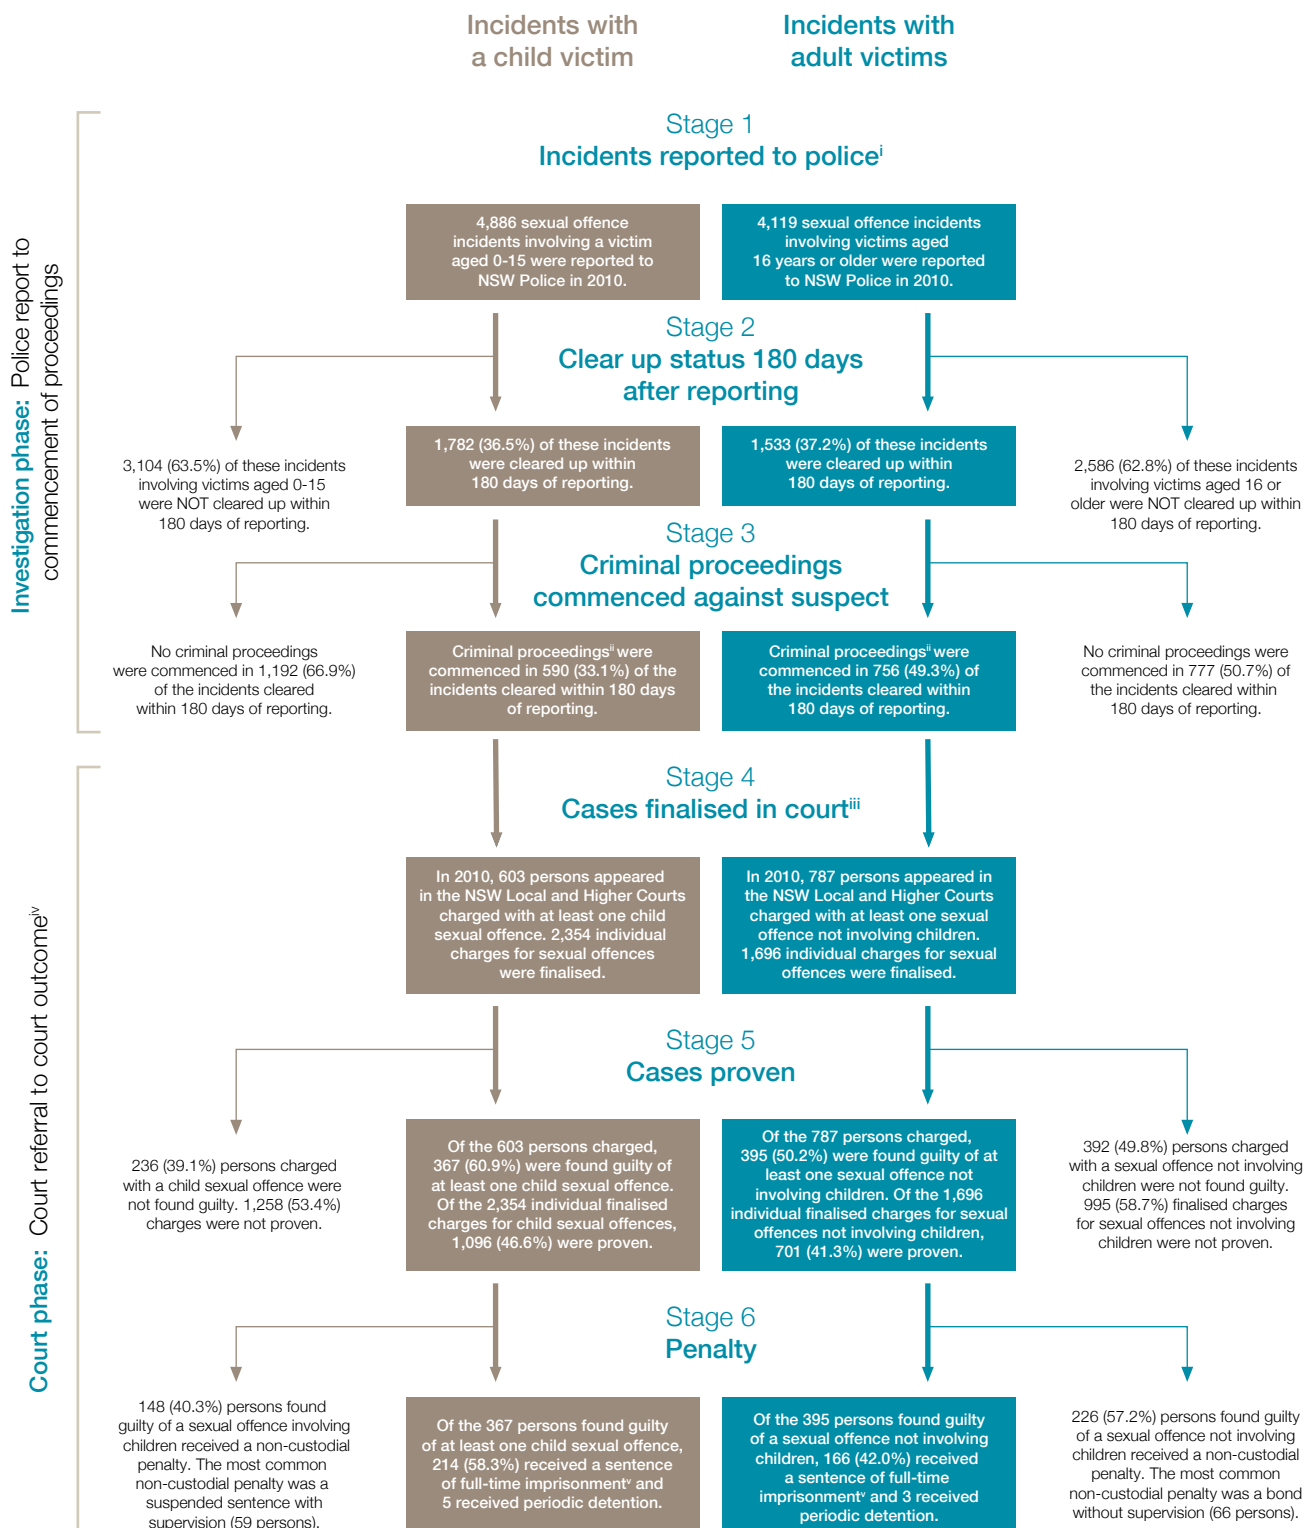 Incidents with
a child victim
Incidents with
adult victims
Investigation phase: Police report to
commencement of proceedings
Stage 1
Incidents reported to policeⁱ
4,886 sexual offence
incidents involving a victim
aged 0-15 were reported to
NSW Police in 2010.
4,119 sexual offence incidents
involving victims aged
16 years or older were reported
to NSW Police in 2010.
Stage 2
Clear up status 180 days
after reporting
3,104 (63.5%) of these incidents
involving victims aged 0-15
were NOT cleared up within
180 days of reporting.
1,782 (36.5%) of these incidents
were cleared up within
180 days of reporting.
1,533 (37.2%) of these incidents
were cleared up within
180 days of reporting.
2,586 (62.8%) of these incidents
involving victims aged 16 or
older were NOT cleared up within
180 days of reporting.
Stage 3
Criminal proceedings
commenced against suspect
No criminal proceedings
were commenced in 1,192 (66.9%)
of the incidents cleared
within 180 days of reporting.
Criminal proceedingsⁱⁱ were
commenced in 590 (33.1%) of the
incidents cleared within 180 days
of reporting.
Criminal proceedingsⁱⁱ were
commenced in 756 (49.3%) of
the incidents cleared within
180 days of reporting.
No criminal proceedings were
commenced in 777 (50.7%) of
the incidents cleared within
180 days of reporting.
Court phase: Court referral to court outcomeⁱᵛ
Stage 4
Cases finalised in courtⁱⁱⁱ
In 2010, 603 persons appeared
in the NSW Local and Higher Courts
charged with at least one child
sexual offence. 2,354 individual
charges for sexual offences
were finalised.
In 2010, 787 persons appeared in
the NSW Local and Higher Courts
charged with at least one sexual
offence not involving children.
1,696 individual charges for sexual
offences were finalised.
Stage 5
Cases proven
236 (39.1%) persons charged
with a child sexual offence were
not found guilty. 1,258 (53.4%)
charges were not proven.
Of the 603 persons charged,
367 (60.9%) were found guilty of
at least one child sexual offence.
Of the 2,354 individual finalised
charges for child sexual offences,
1,096 (46.6%) were proven.
Of the 787 persons charged,
395 (50.2%) were found guilty of at
least one sexual offence not
involving children. Of the 1,696
individual finalised charges for sexual
offences not involving children,
701 (41.3%) were proven.
392 (49.8%) persons charged
with a sexual offence not involving
children were not found guilty.
995 (58.7%) finalised charges
for sexual offences not involving
children were not proven.
Stage 6
Penalty
148 (40.3%) persons found
guilty of a sexual offence involving
children received a non-custodial
penalty. The most common
non-custodial penalty was a
suspended sentence with
supervision (59 persons).
Of the 367 persons found guilty
of at least one child sexual offence,
214 (58.3%) received a sentence
of full-time imprisonmentᵛ and
5 received periodic detention.
Of the 395 persons found guilty
of a sexual offence not involving
children, 166 (42.0%) received
a sentence of full-time
imprisonmentᵛ and 3 received
periodic detention.
226 (57.2%) persons found guilty
of a sexual offence not involving
children received a non-custodial
penalty. The most common
non-custodial penalty was a bond
without supervision (66 persons).